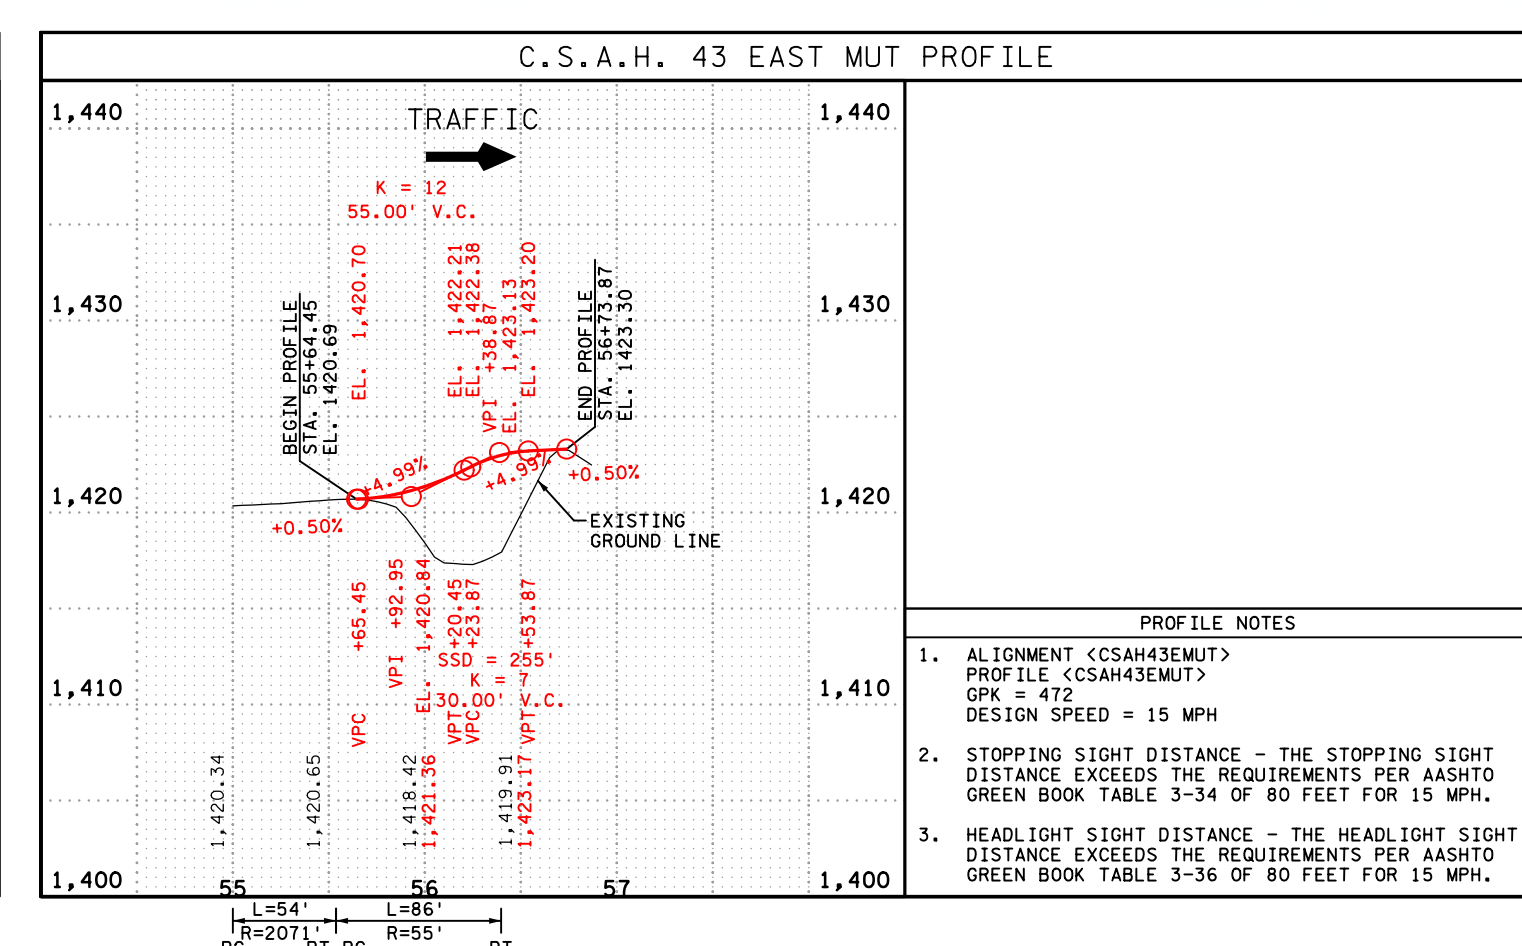 C.S.A.H. 43 EAST MUT PROFILE
1,440
1,440
TRAFFIC
K = 12
55.00' V.C.
EL. 1,420.70
EL. 1,422.21
EL. 1,422.38
VPI +38.87
EL. 1,423.13
EL. 1,423.20
BEGIN PROFILE
STA. 55+64.45
EL. 1420.69
END PROFILE
STA. 56+73.87
EL. 1423.30
1,430
1,430
+4.99%
+4.99%
+0.50%
+0.50%
1,420
1,420
EXISTING
GROUND LINE
VPC +65.45
VPI +92.95
EL. 1,420.84
VPT +20.45
VPC +23.87
VPT +53.87
SSD = 255'
K = 7
30.00' V.C.
1,410
1,410
1,420.34
1,420.65
1,418.42
1,421.36
1,419.91
1,423.17
1,400
1,400
55
56
57
L=54'
L=86'
R=2071'
R=55'
PC
PT
PC
PT
PROFILE NOTES
1. ALIGNMENT <CSAH43EMUT>
PROFILE <CSAH43EMUT>
GPK = 472
DESIGN SPEED = 15 MPH
2. STOPPING SIGHT DISTANCE - THE STOPPING SIGHT
DISTANCE EXCEEDS THE REQUIREMENTS PER AASHTO
GREEN BOOK TABLE 3-34 OF 80 FEET FOR 15 MPH.
3. HEADLIGHT SIGHT DISTANCE - THE HEADLIGHT SIGHT
DISTANCE EXCEEDS THE REQUIREMENTS PER AASHTO
GREEN BOOK TABLE 3-36 OF 80 FEET FOR 15 MPH.